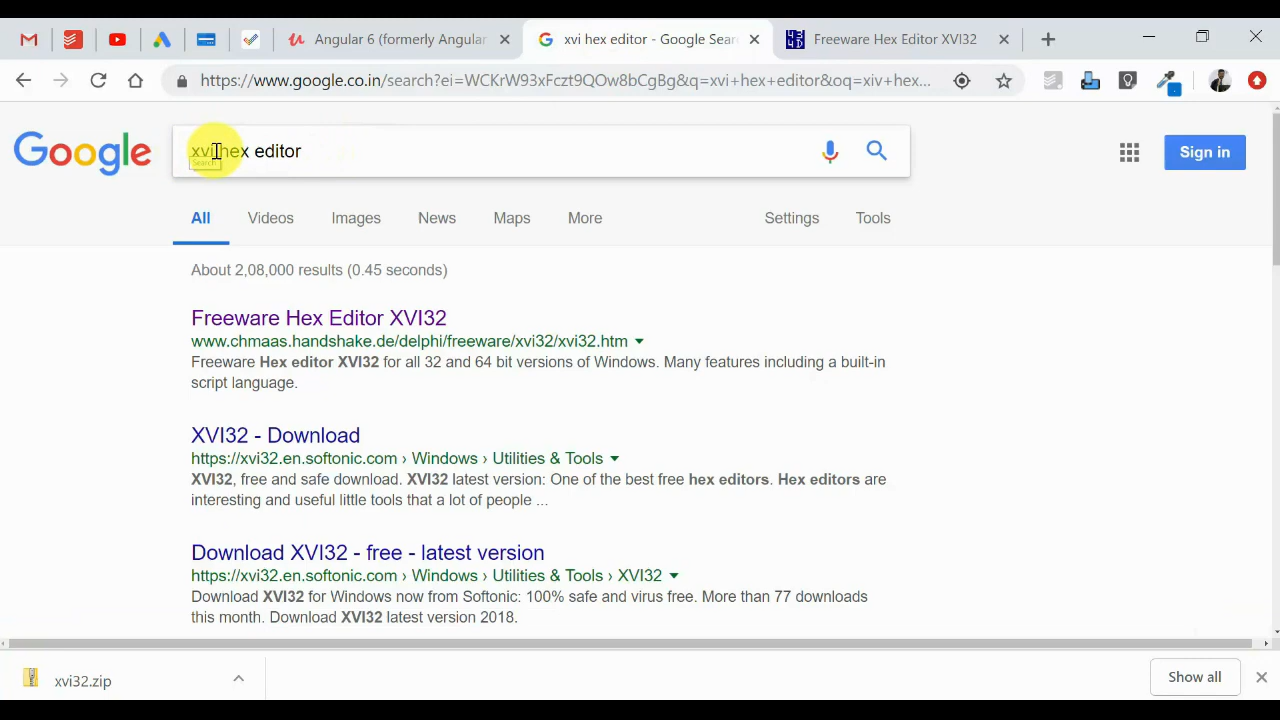 Angular 6 (formerly Angular
xvi hex editor - Google Sear
Freeware Hex Editor XVI32
https://www.google.co.in/search?ei=WCKrW93xFczt9QOw8bCgBg&q=xvi+hex+editor&oq=xiv+hex...
Google
xvi hex editor
Search
Sign in
All
Videos
Images
News
Maps
More
Settings
Tools
About 2,08,000 results (0.45 seconds)
Freeware Hex Editor XVI32
www.chmaas.handshake.de/delphi/freeware/xvi32/xvi32.htm
Freeware Hex editor XVI32 for all 32 and 64 bit versions of Windows. Many features including a built-in
script language.
XVI32 - Download
https://xvi32.en.softonic.com › Windows › Utilities & Tools
XVI32, free and safe download. XVI32 latest version: One of the best free hex editors. Hex editors are
interesting and useful little tools that a lot of people ...
Download XVI32 - free - latest version
https://xvi32.en.softonic.com › Windows › Utilities & Tools › XVI32
Download XVI32 for Windows now from Softonic: 100% safe and virus free. More than 77 downloads
this month. Download XVI32 latest version 2018.
xvi32.zip
Show all